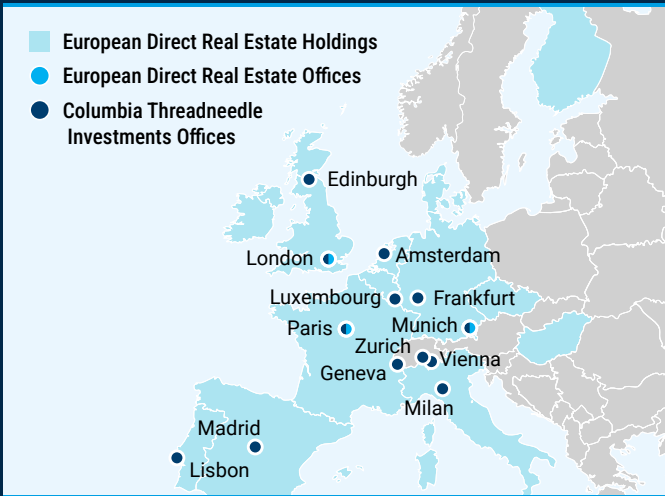 European Direct Real Estate Holdings
European Direct Real Estate Offices
Columbia Threadneedle
Investments Offices
Edinburgh
London
Amsterdam
Luxembourg
Frankfurt
Paris
Munich
Zurich
Vienna
Geneva
Milan
Madrid
Lisbon